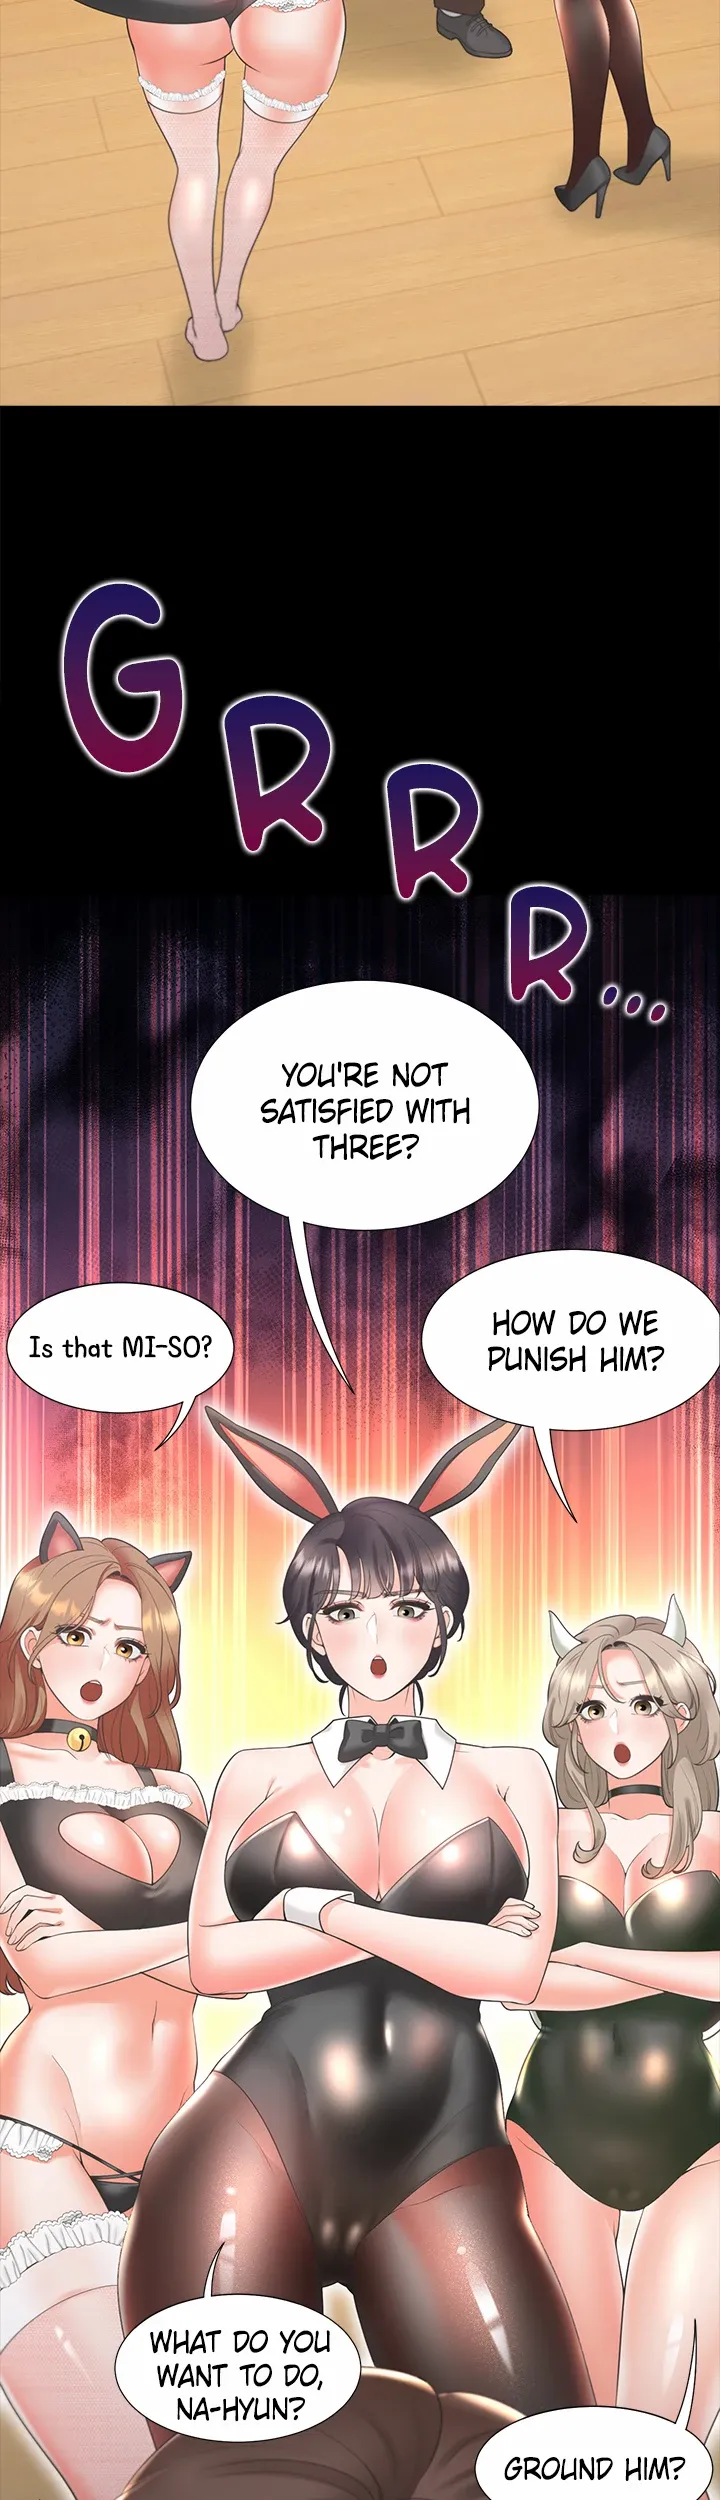 GRRR...
YOU'RE NOT
SATISFIED WITH
THREE?
Is that MI-SO?
HOW DO WE
PUNISH HIM?
WHAT DO YOU
WANT TO DO,
NA-HYUN?
GROUND HIM?